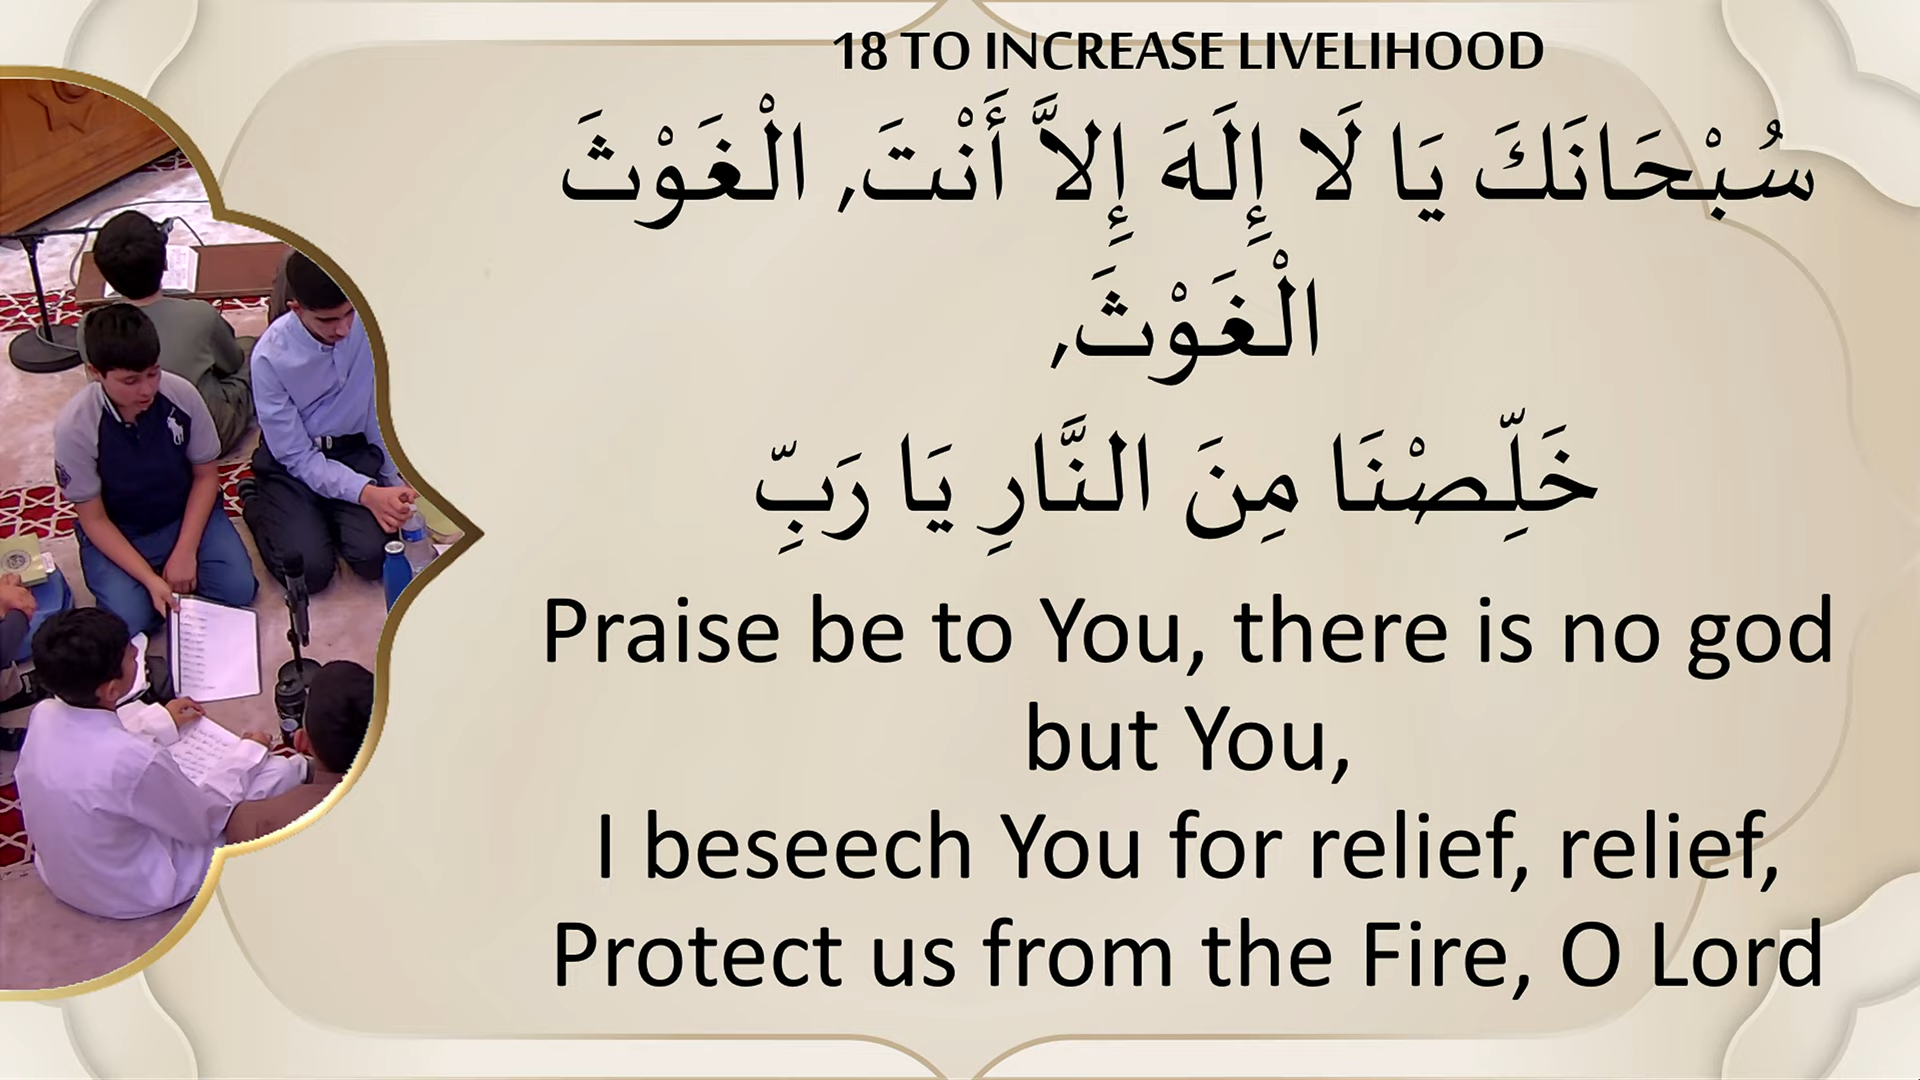 18 TO INCREASE LIVELIHOOD
سُبْحَانَكَ يَا لَا إِلَهَ إِلاَّ أَنْتَ, الْغَوْثَ
الْغَوْثَ,
خَلِّصْنَا مِنَ النَّارِ يَا رَبِّ
Praise be to You, there is no god
but You,
I beseech You for relief, relief,
Protect us from the Fire, O Lord